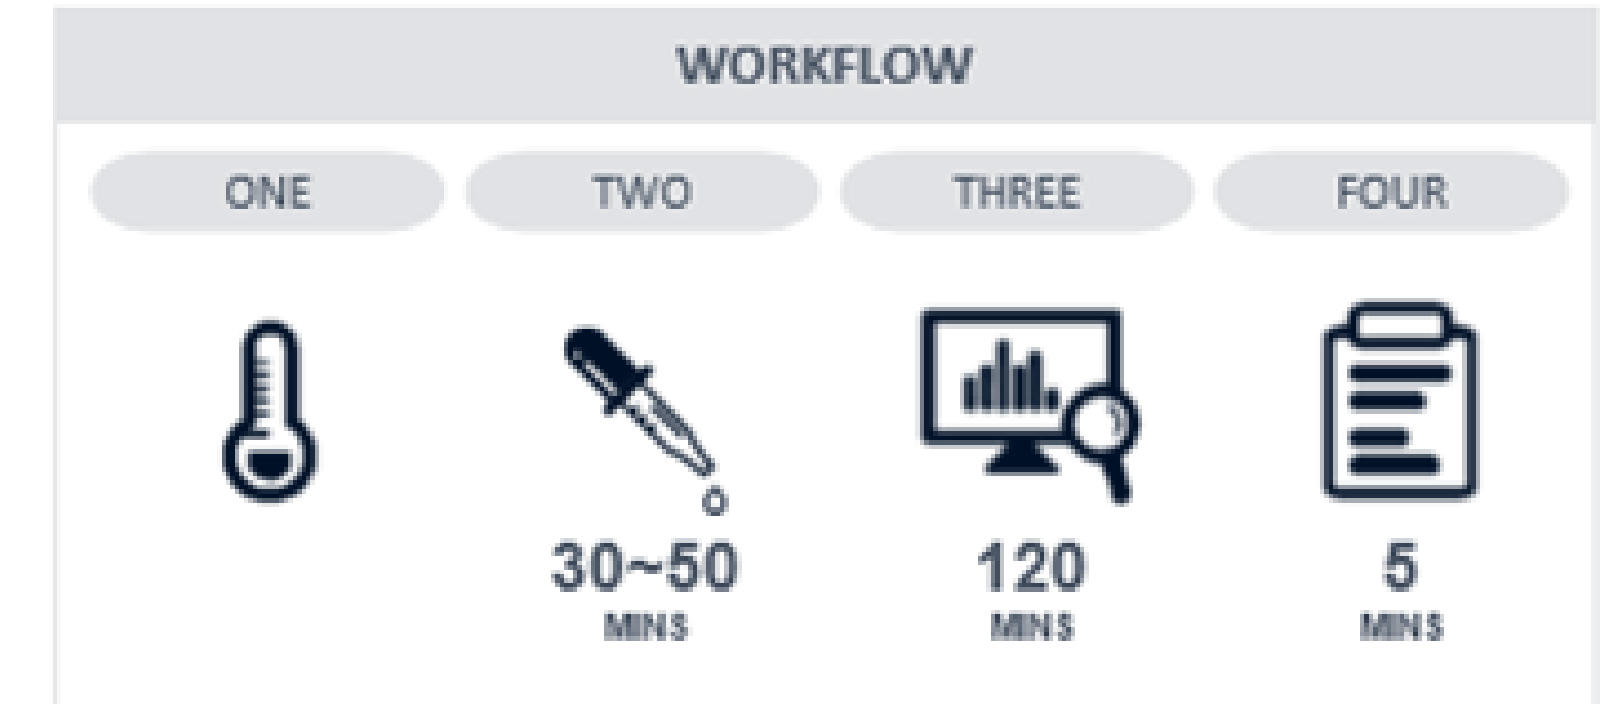 WORKFLOW
ONE TWO THREE FOUR
30~50 120 5
MINS MINS MINS